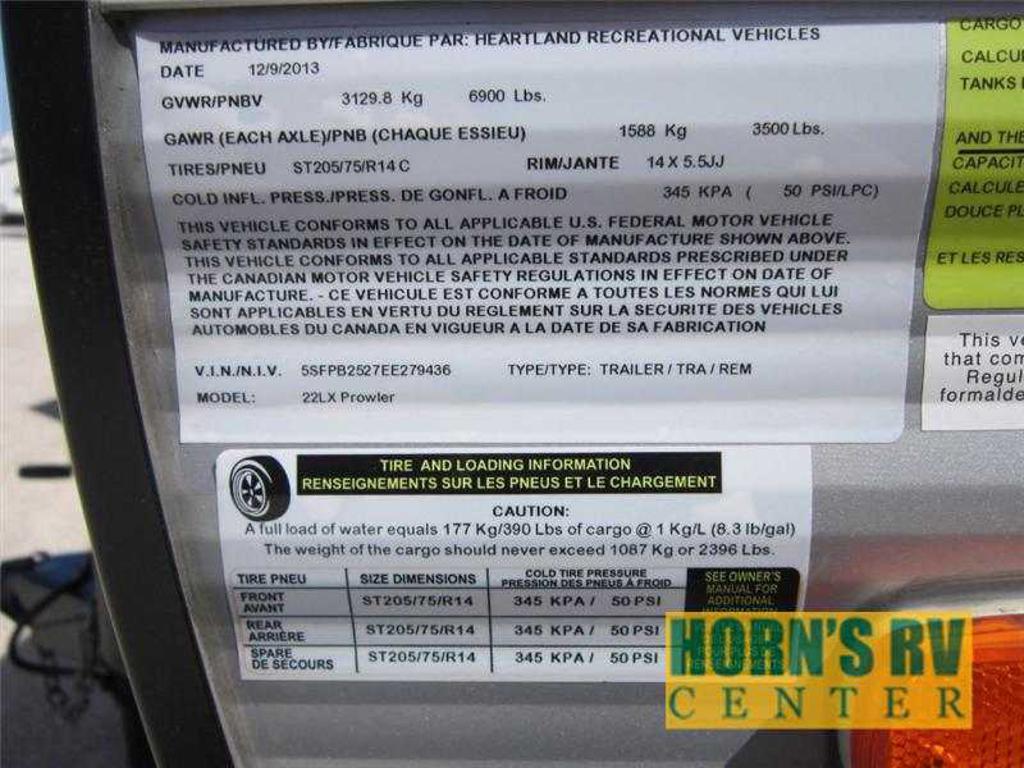 MANUFACTURED BY/FABRIQUE PAR: HEARTLAND RECREATIONAL VEHICLES
DATE 12/9/2013
GVWR/PNBV 3129.8 Kg 6900 Lbs.
GAWR (EACH AXLE)/PNB (CHAQUE ESSIEU) 1588 Kg 3500 Lbs.
TIRES/PNEU ST205/75/R14 C RIM/JANTE 14 X 5.5JJ
COLD INFL. PRESS./PRESS. DE GONFL. A FROID 345 KPA ( 50 PSI/LPC)
THIS VEHICLE CONFORMS TO ALL APPLICABLE U.S. FEDERAL MOTOR VEHICLE
SAFETY STANDARDS IN EFFECT ON THE DATE OF MANUFACTURE SHOWN ABOVE.
THIS VEHICLE CONFORMS TO ALL APPLICABLE STANDARDS PRESCRIBED UNDER
THE CANADIAN MOTOR VEHICLE SAFETY REGULATIONS IN EFFECT ON DATE OF
MANUFACTURE. - CE VEHICULE EST CONFORME A TOUTES LES NORMES QUI LUI
SONT APPLICABLES EN VERTU DU REGLEMENT SUR LA SECURITE DES VEHICLES
AUTOMOBILES DU CANADA EN VIGUEUR A LA DATE DE SA FABRICATION
V.I.N./N.I.V. 5SFPB2527EE279436 TYPE/TYPE: TRAILER / TRA / REM
MODEL: 22LX Prowler
CARGO
CALCU
TANKS
AND THE
CAPACIT
CALCULE
DOUCE PL
ET LES RES
This ve
that com
Regul
formalde
TIRE AND LOADING INFORMATION
RENSEIGNEMENTS SUR LES PNEUS ET LE CHARGEMENT
CAUTION:
A full load of water equals 177 Kg/390 Lbs of cargo @ 1 Kg/L (8.3 lb/gal)
The weight of the cargo should never exceed 1087 Kg or 2396 Lbs.
TIRE PNEU SIZE DIMENSIONS COLD TIRE PRESSURE
PRESSION DES PNEUS À FROID
FRONT
AVANT ST205/75/R14 345 KPA / 50 PSI
REAR
ARRIÈRE ST205/75/R14 345 KPA / 50 PSI
SPARE
DE SECOURS ST205/75/R14 345 KPA / 50 PSI
SEE OWNER'S
MANUAL FOR
ADDITIONAL
INFORMATION
POUR PLUS DE
RENSEIGNEMENTS
HORN'S RV
CENTER